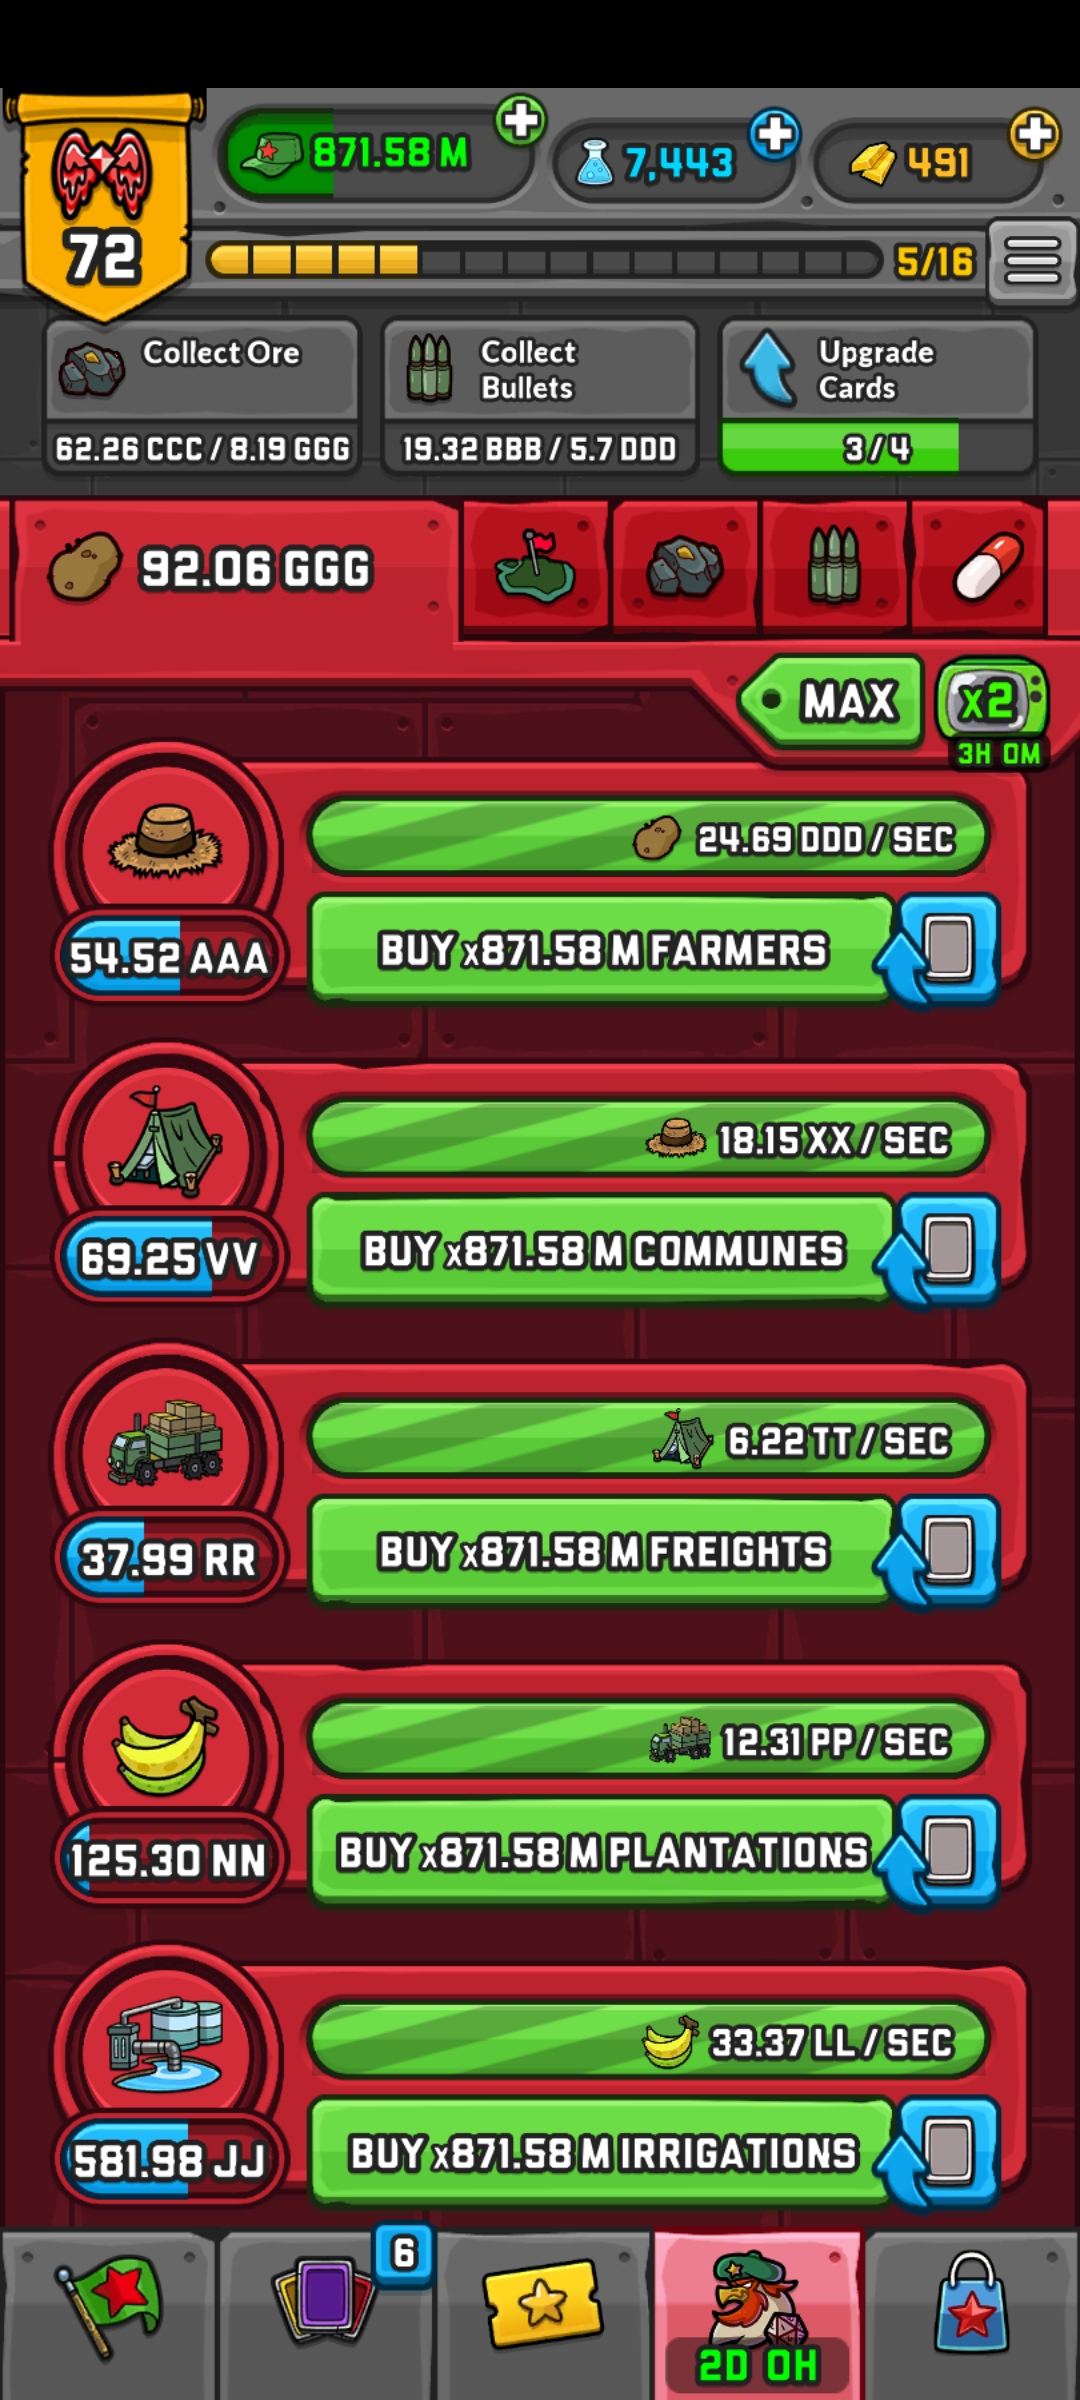 871.58 M
7,443
491
72
5/16
Collect Ore
62.26 CCC / 8.19 GGG
Collect
Bullets
19.32 BBB / 5.7 DDD
Upgrade
Cards
3/4
92.06 GGG
MAX
x2
3H 0M
24.69 DDD / SEC
54.52 AAA
BUY x871.58 M FARMERS
18.15 XX / SEC
69.25 VV
BUY x871.58 M COMMUNES
6.22 TT / SEC
37.99 RR
BUY x871.58 M FREIGHTS
12.31 PP / SEC
125.30 NN
BUY x871.58 M PLANTATIONS
33.37 LL / SEC
581.98 JJ
BUY x871.58 M IRRIGATIONS
6
2D 0H